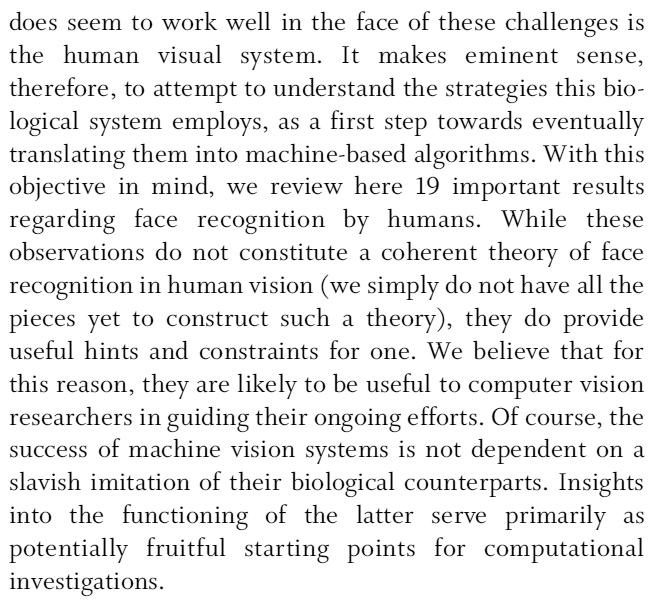 does seem to work well in the face of these challenges is
the human visual system. It makes eminent sense,
therefore, to attempt to understand the strategies this bio-
logical system employs, as a first step towards eventually
translating them into machine-based algorithms. With this
objective in mind, we review here 19 important results
regarding face recognition by humans. While these
observations do not constitute a coherent theory of face
recognition in human vision (we simply do not have all the
pieces yet to construct such a theory), they do provide
useful hints and constraints for one. We believe that for
this reason, they are likely to be useful to computer vision
researchers in guiding their ongoing efforts. Of course, the
success of machine vision systems is not dependent on a
slavish imitation of their biological counterparts. Insights
into the functioning of the latter serve primarily as
potentially fruitful starting points for computational
investigations.